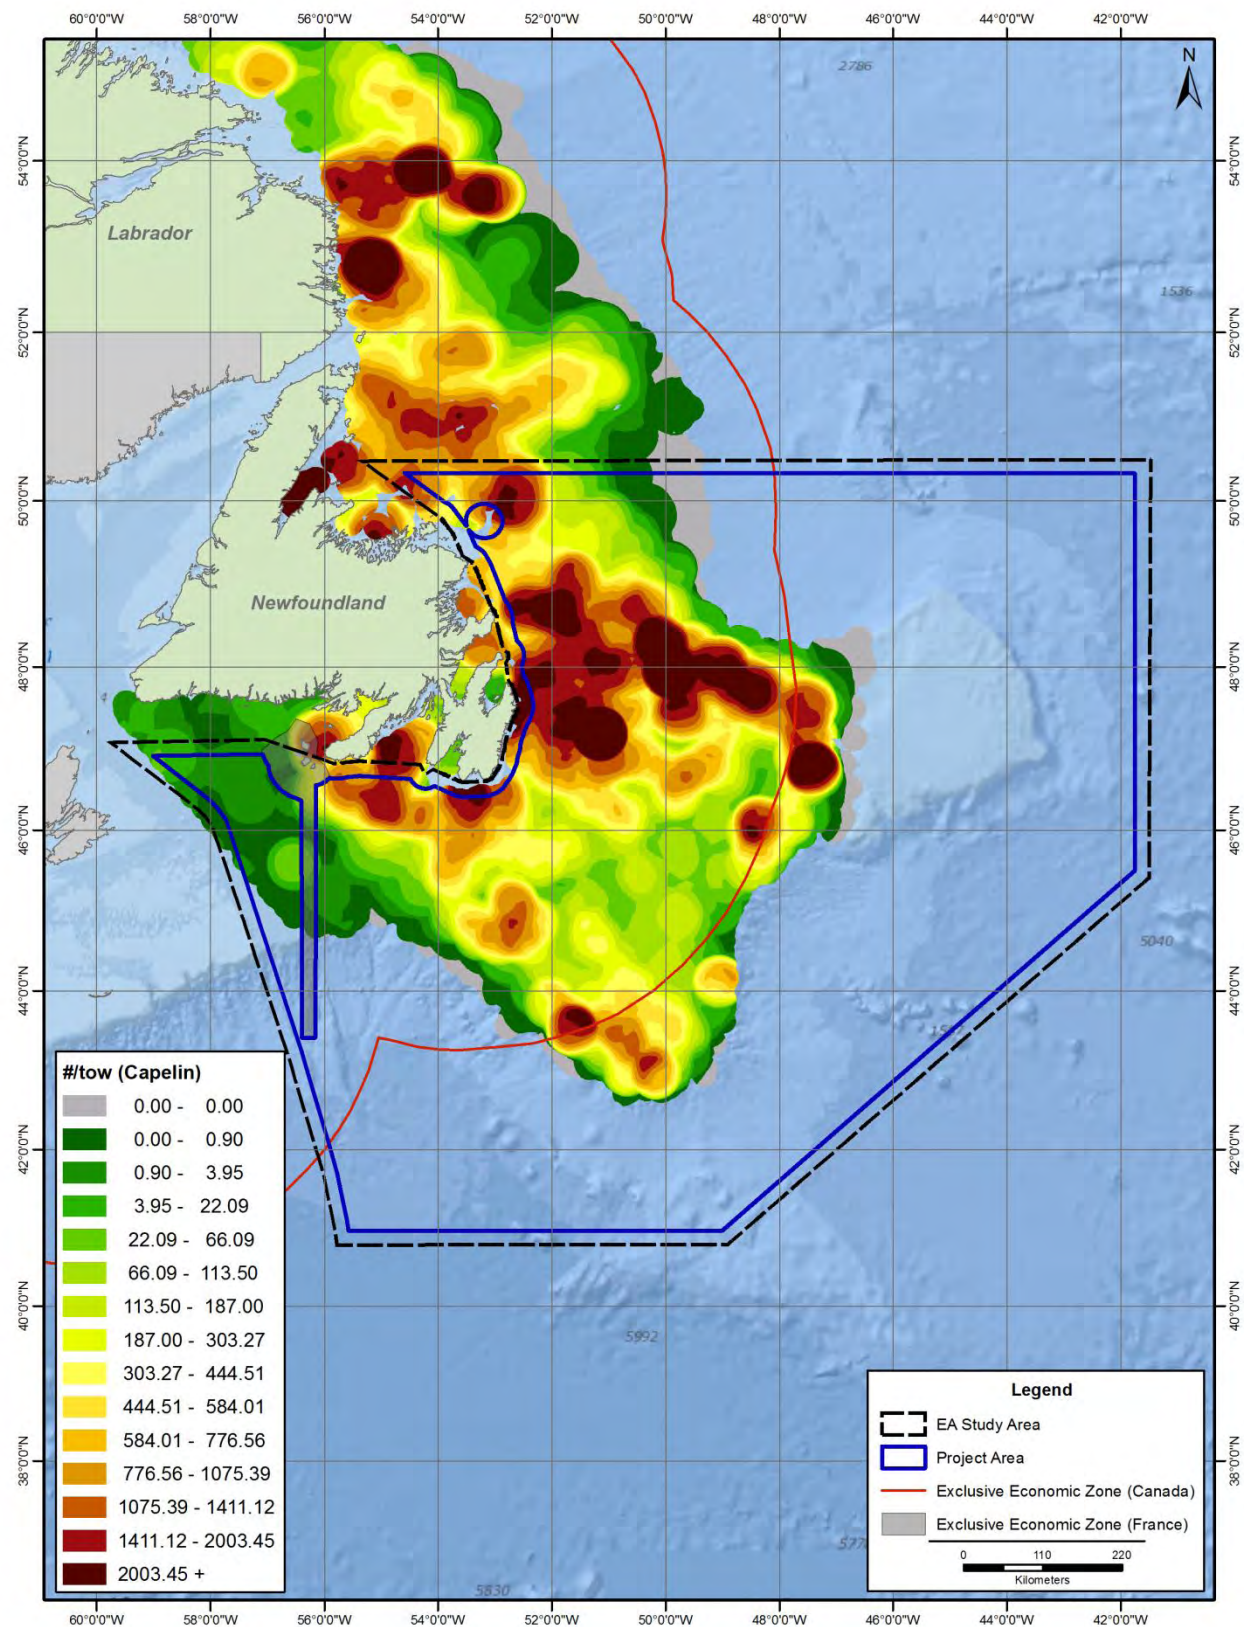 60°0'0"W 58°0'0"W 56°0'0"W 54°0'0"W 52°0'0"W 50°0'0"W 48°0'0"W 46°0'0"W 44°0'0"W 42°0'0"W
N
2786
54°0'0"N 54°0'0"N
Labrador
1536
52°0'0"N 52°0'0"N
50°0'0"N 50°0'0"N
Newfoundland
48°0'0"N 48°0'0"N
46°0'0"N 46°0'0"N
5040
44°0'0"N 44°0'0"N
#/tow (Capelin)
0.00 - 0.00
0.00 - 0.90
0.90 - 3.95
3.95 - 22.09
22.09 - 66.09
66.09 - 113.50
113.50 - 187.00
187.00 - 303.27
303.27 - 444.51
444.51 - 584.01
584.01 - 776.56
776.56 - 1075.39
1075.39 - 1411.12
1411.12 - 2003.45
2003.45 +
42°0'0"N 42°0'0"N
40°0'0"N 40°0'0"N
5992
38°0'0"N 38°0'0"N
Legend
EA Study Area
Project Area
Exclusive Economic Zone (Canada)
Exclusive Economic Zone (France)
0 110 220
Kilometers
5530
60°0'0"W 58°0'0"W 56°0'0"W 54°0'0"W 52°0'0"W 50°0'0"W 48°0'0"W 46°0'0"W 44°0'0"W 42°0'0"W